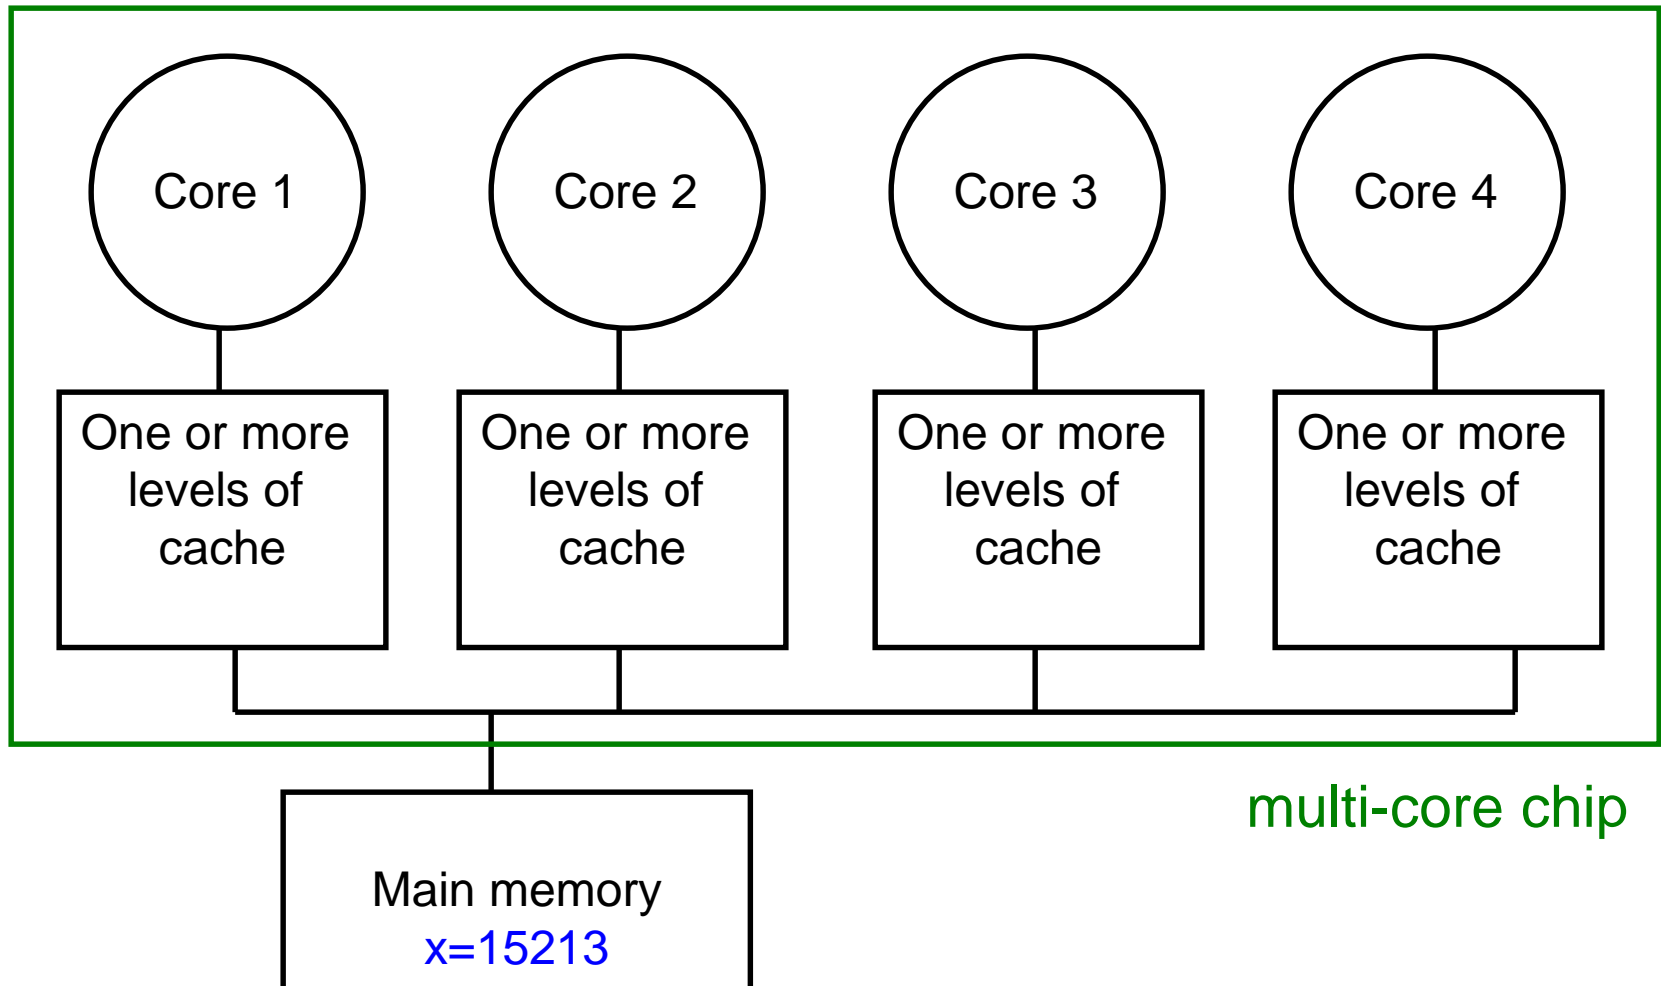 Core 1
Core 2
Core 3
Core 4
One or more
levels of
cache
One or more
levels of
cache
One or more
levels of
cache
One or more
levels of
cache
multi-core chip
Main memory
x=15213